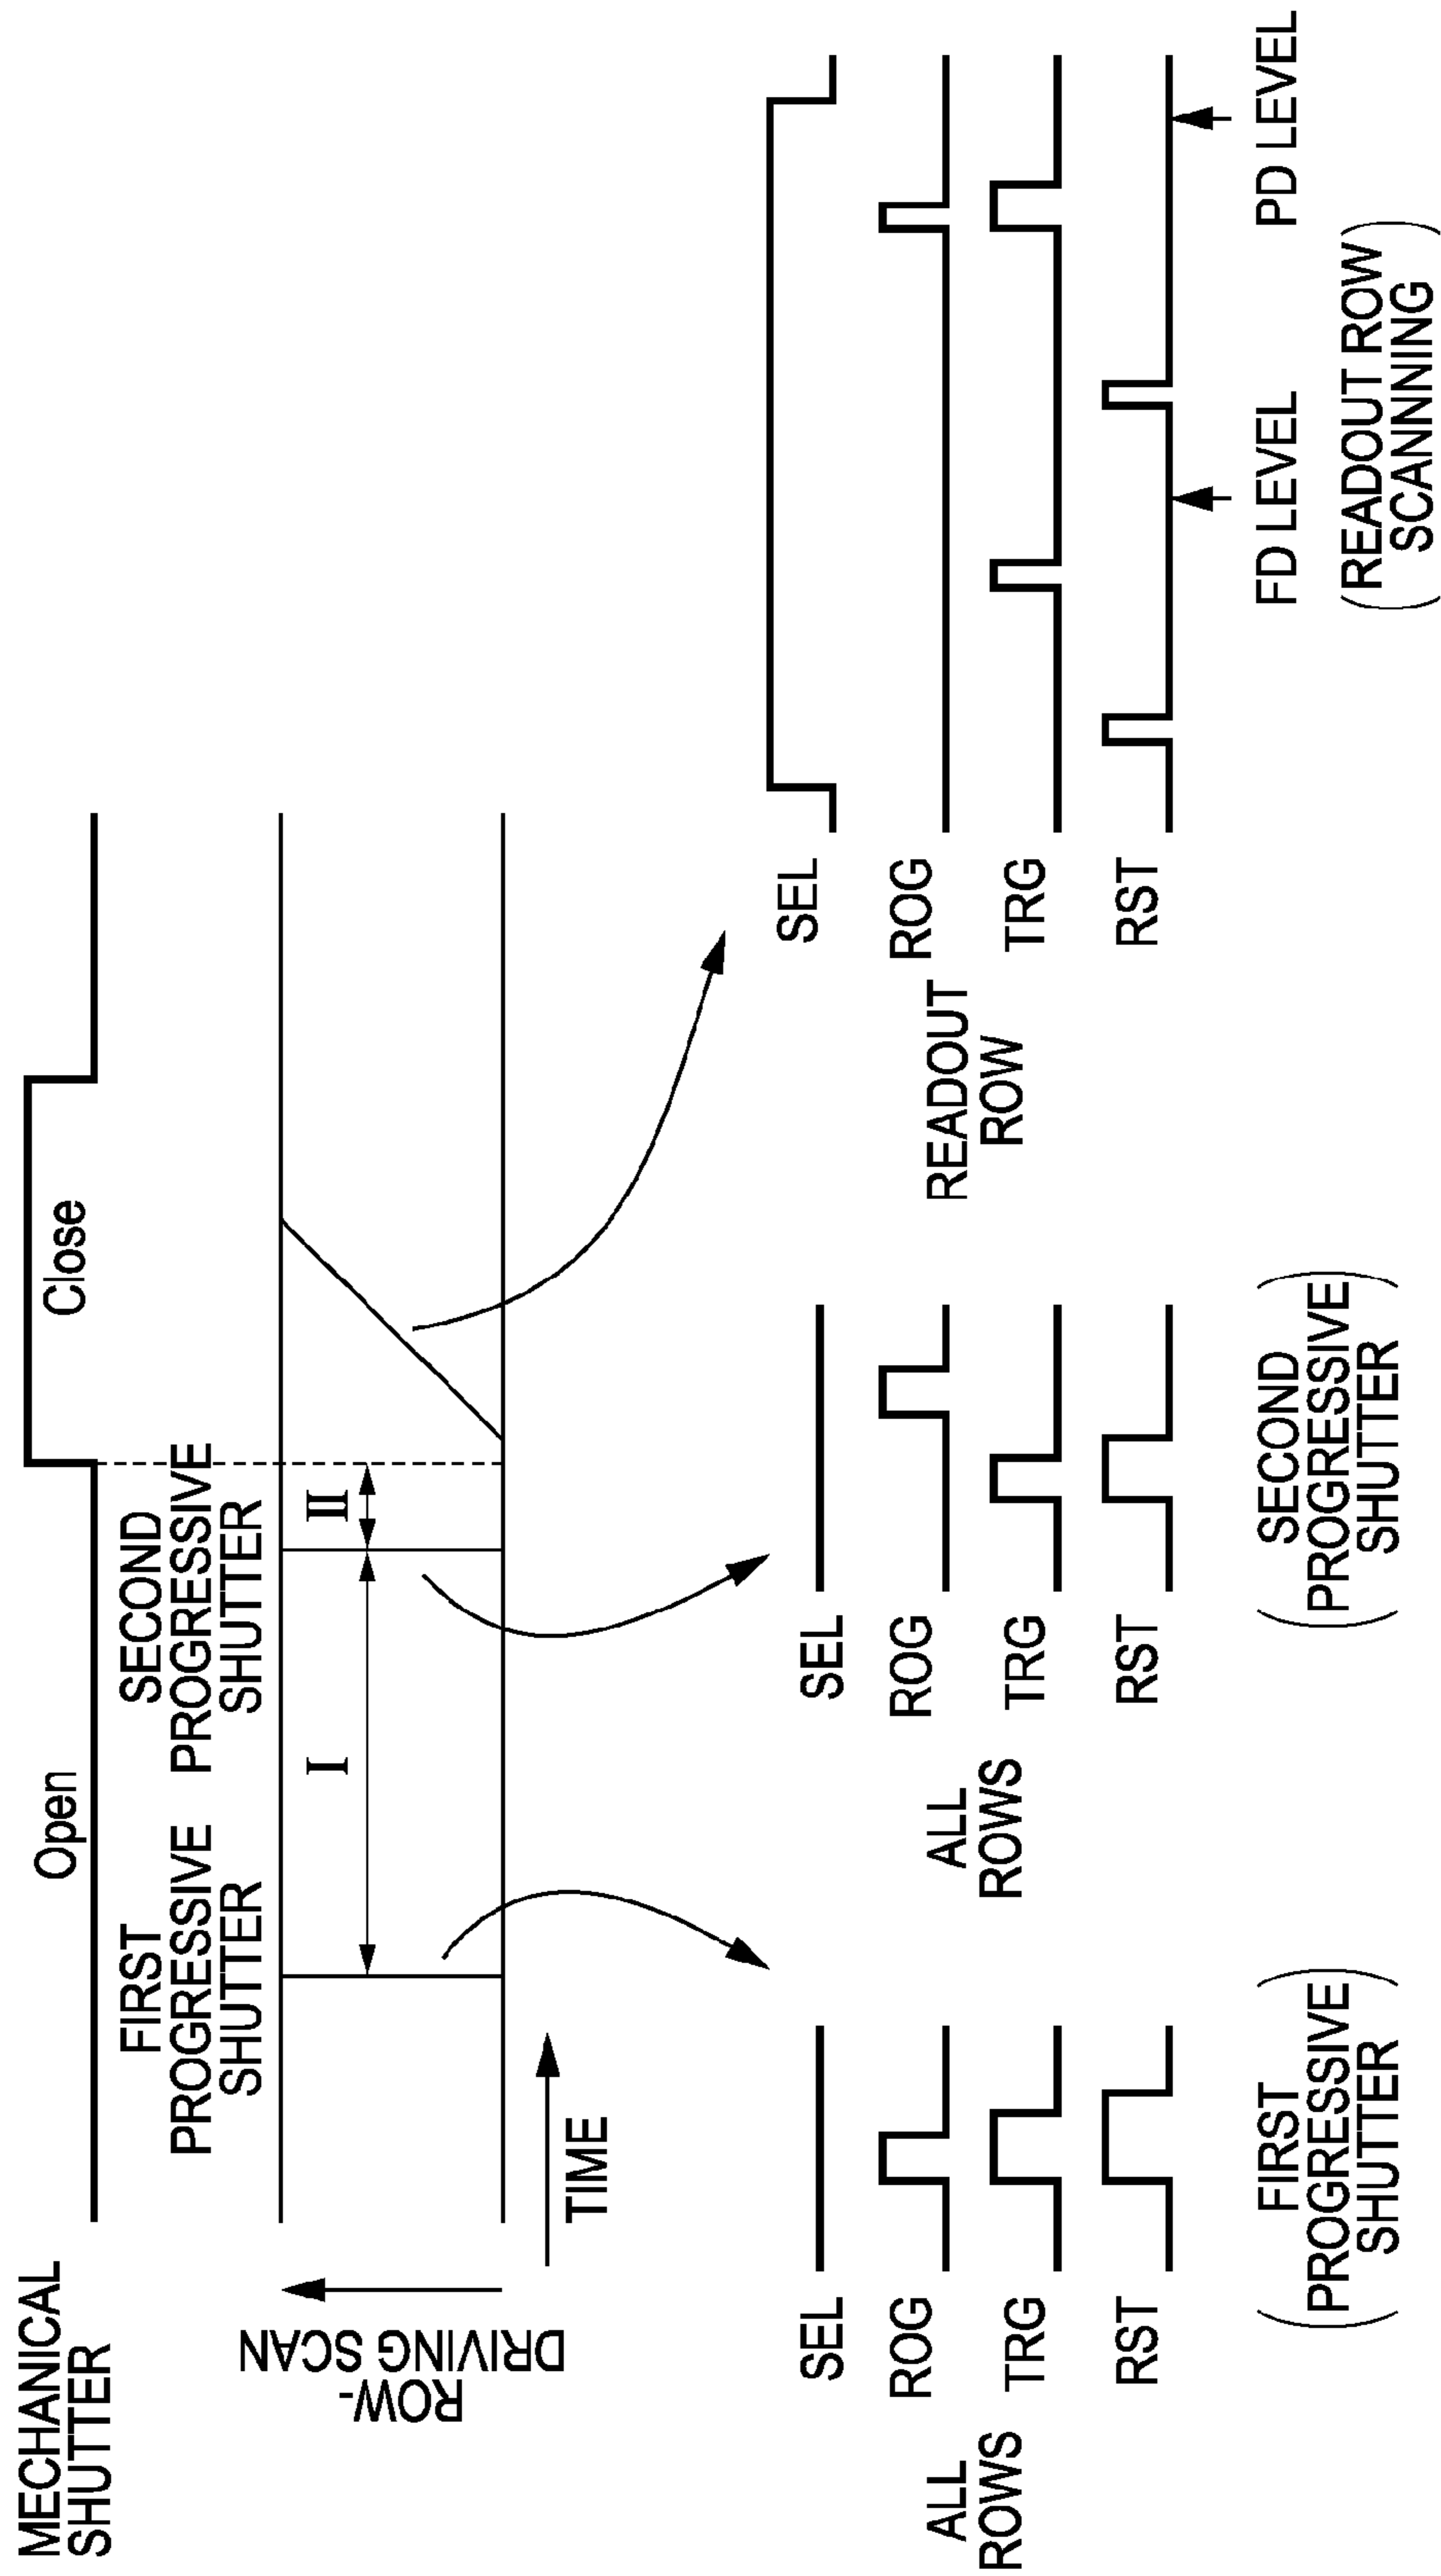 MECHANICAL
SHUTTER
Open
Close
FIRST
PROGRESSIVE
SHUTTER
SECOND
PROGRESSIVE
SHUTTER
I
II
ROW-
DRIVING SCAN
TIME
ALL
ROWS
SEL
ROG
TRG
RST
(FIRST
PROGRESSIVE
SHUTTER)
ALL
ROWS
SEL
ROG
TRG
RST
(SECOND
PROGRESSIVE
SHUTTER)
READOUT
ROW
SEL
ROG
TRG
RST
FD LEVEL
PD LEVEL
(READOUT ROW
SCANNING)